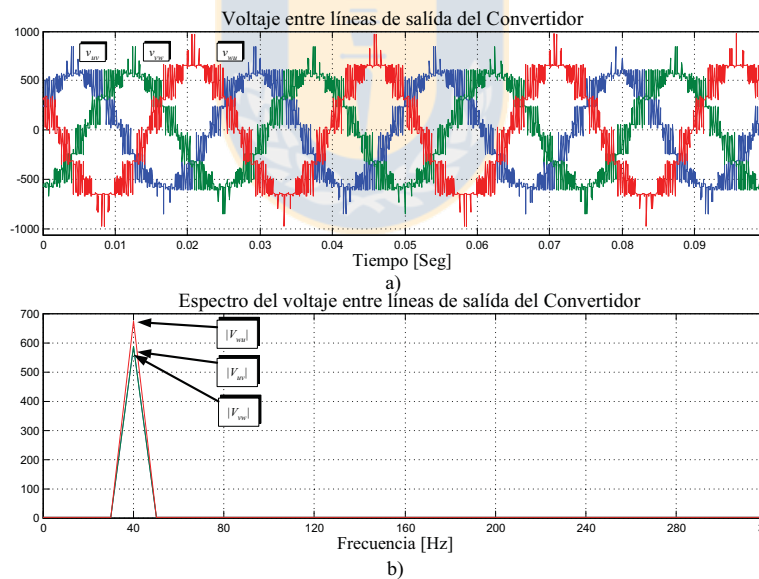 Voltaje entre líneas de salída del Convertidor
1000
v_uv
v_vw
v_wu
500
0
-500
-1000
0 0.01 0.02 0.03 0.04 0.05 0.06 0.07 0.08 0.09
Tiempo [Seg]
a)
Espectro del voltaje entre líneas de salída del Convertidor
700
|V_wu|
600
|V_uv|
500
|V_vw|
400
300
200
100
0
0 40 80 120 160 200 240 280
Frecuencia [Hz]
b)